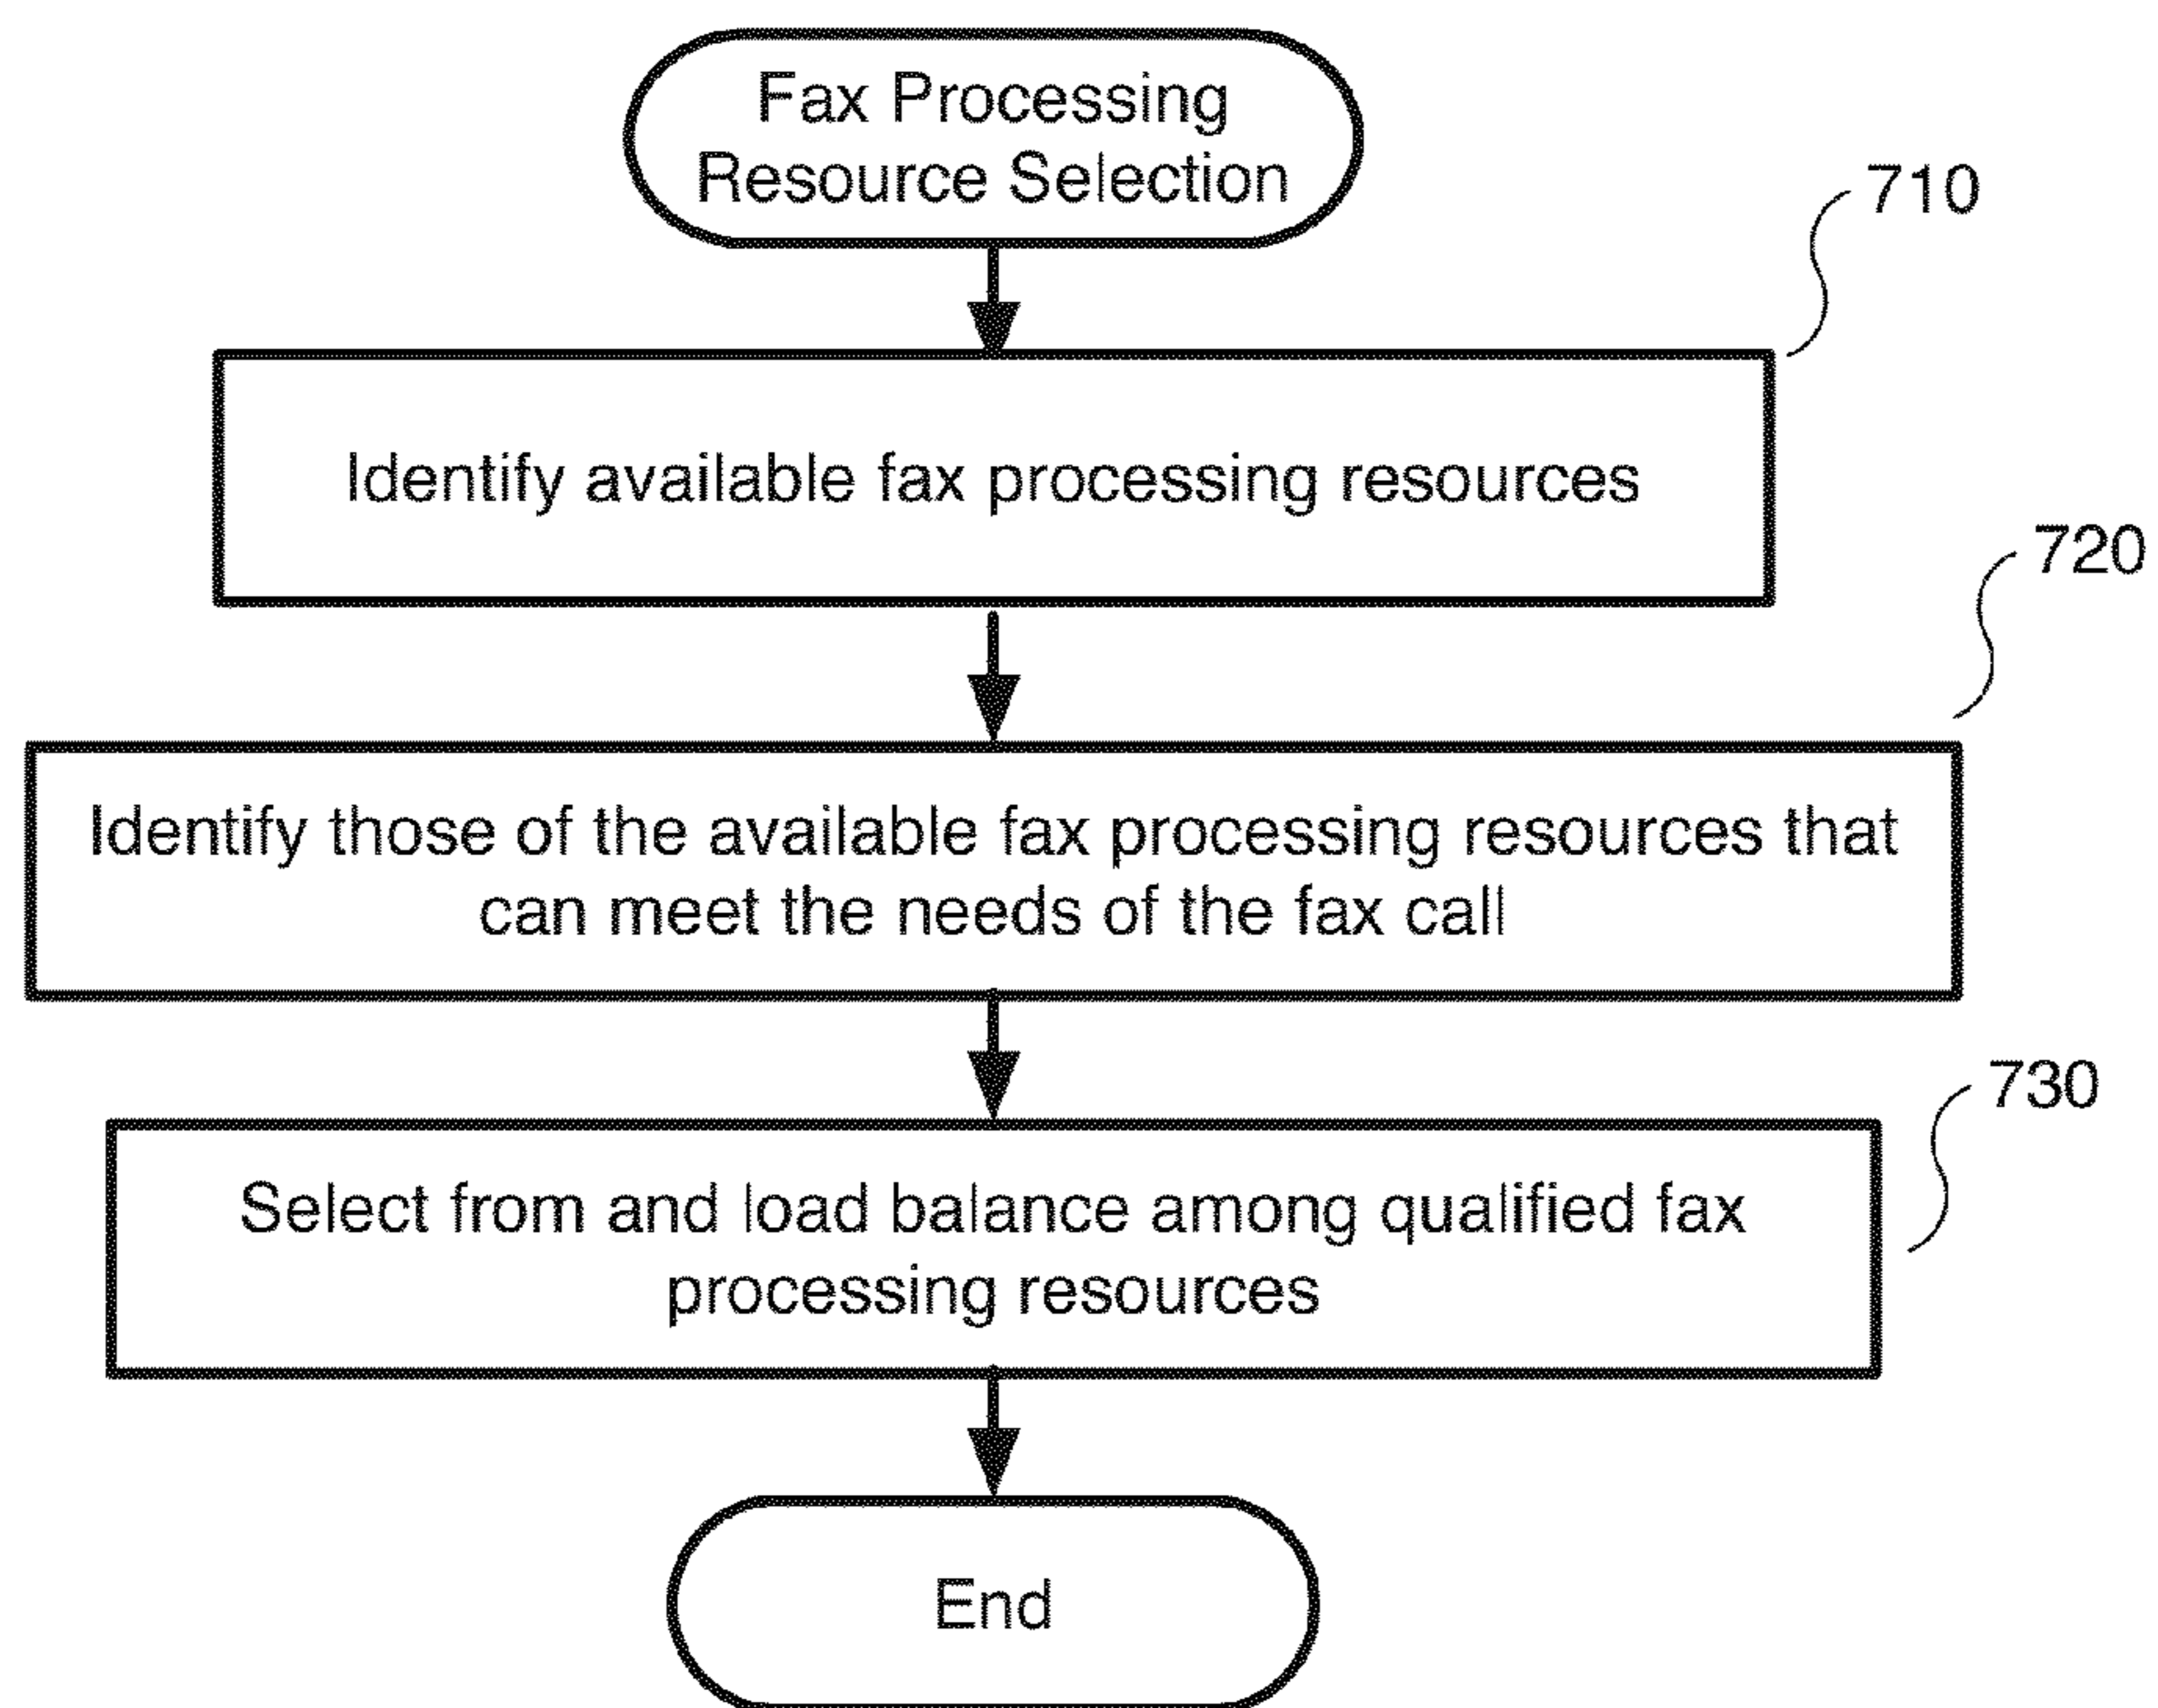 Fax Processing
Resource Selection
710
Identify available fax processing resources
720
Identify those of the available fax processing resources that
can meet the needs of the fax call
730
Select from and load balance among qualified fax
processing resources
End